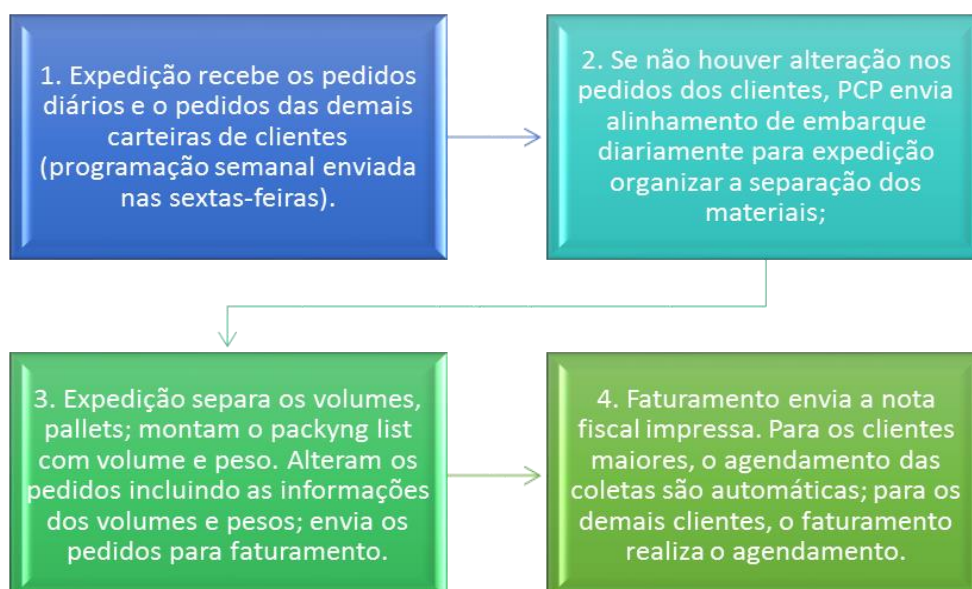 1. Expedição recebe os pedidos
diários e o pedidos das demais
carteiras de clientes
(programação semanal enviada
nas sextas-feiras).
2. Se não houver alteração nos
pedidos dos clientes, PCP envia
alinhamento de embarque
diariamente para expedição
organizar a separação dos
materiais;
3. Expedição separa os volumes,
pallets; montam o packyng list
com volume e peso. Alteram os
pedidos incluindo as informações
dos volumes e pesos; envia os
pedidos para faturamento.
4. Faturamento envia a nota
fiscal impressa. Para os clientes
maiores, o agendamento das
coletas são automáticas; para os
demais clientes, o faturamento
realiza o agendamento.